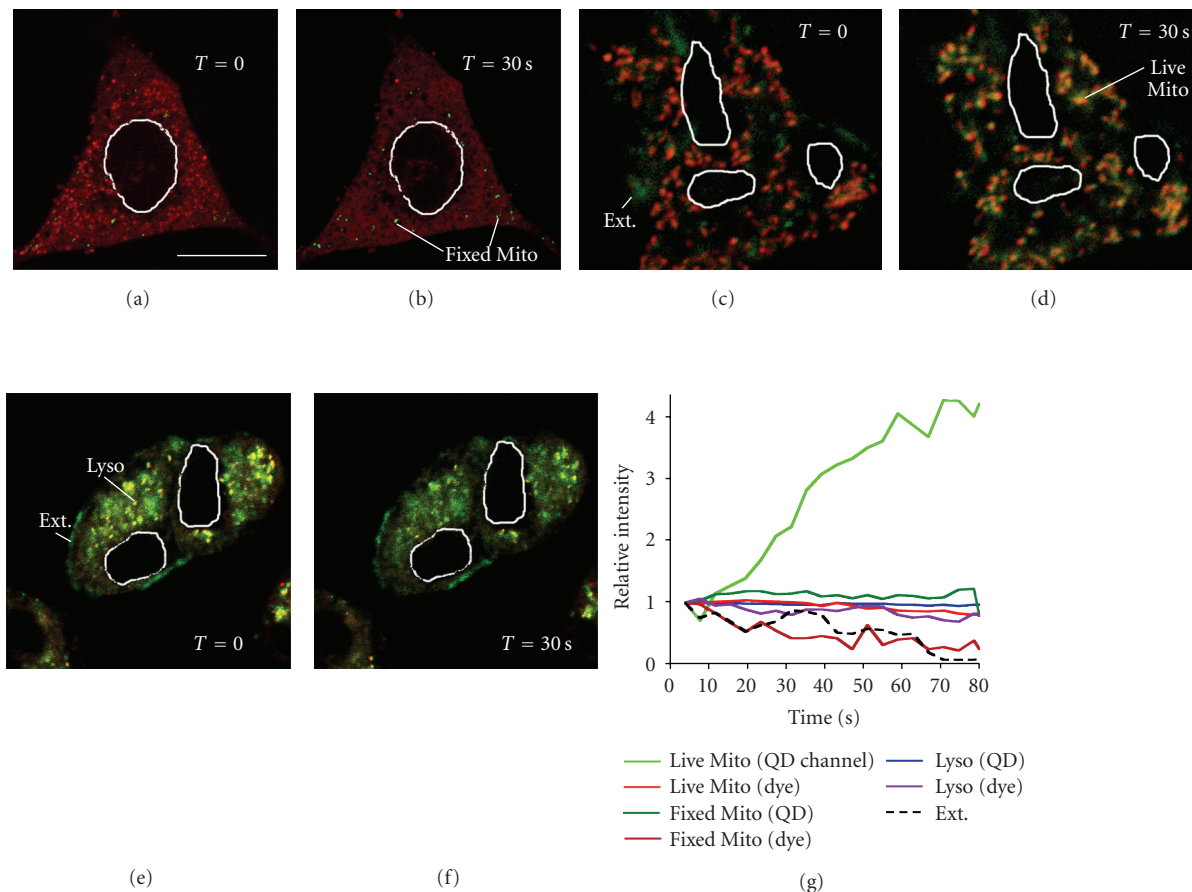 T = 0
T = 30 s
Fixed Mito
T = 0
Ext.
T = 30 s
Live
Mito
(a)
(b)
(c)
(d)
Lyso
Ext.
T = 0
T = 30 s
4
3
2
1
0
Relative intensity
0 10 20 30 40 50 60 70 80
Time (s)
Live Mito (QD channel)
Live Mito (dye)
Fixed Mito (QD)
Fixed Mito (dye)
Lyso (QD)
Lyso (dye)
Ext.
(e)
(f)
(g)